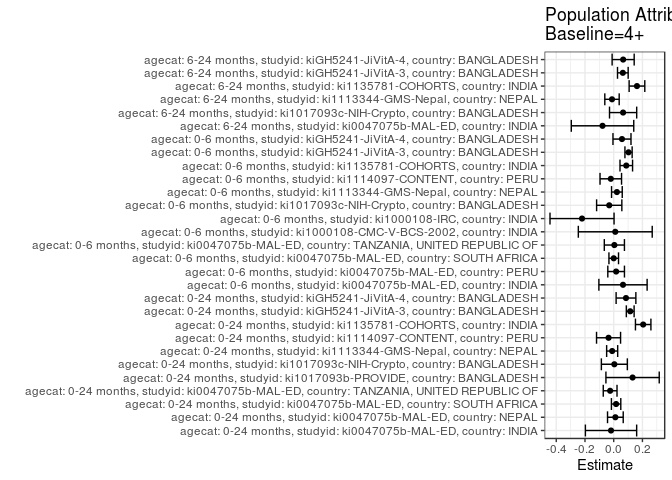 Population Attrib
Baseline=4+
agecat: 6-24 months, studyid: kiGH5241-JiVitA-4, country: BANGLADESH
agecat: 6-24 months, studyid: kiGH5241-JiVitA-3, country: BANGLADESH
agecat: 6-24 months, studyid: ki1135781-COHORTS, country: INDIA
agecat: 6-24 months, studyid: ki1113344-GMS-Nepal, country: NEPAL
agecat: 6-24 months, studyid: ki1017093c-NIH-Crypto, country: BANGLADESH
agecat: 6-24 months, studyid: ki0047075b-MAL-ED, country: INDIA
agecat: 0-6 months, studyid: kiGH5241-JiVitA-4, country: BANGLADESH
agecat: 0-6 months, studyid: kiGH5241-JiVitA-3, country: BANGLADESH
agecat: 0-6 months, studyid: ki1135781-COHORTS, country: INDIA
agecat: 0-6 months, studyid: ki1114097-CONTENT, country: PERU
agecat: 0-6 months, studyid: ki1113344-GMS-Nepal, country: NEPAL
agecat: 0-6 months, studyid: ki1017093c-NIH-Crypto, country: BANGLADESH
agecat: 0-6 months, studyid: ki1000108-IRC, country: INDIA
agecat: 0-6 months, studyid: ki1000108-CMC-V-BCS-2002, country: INDIA
agecat: 0-6 months, studyid: ki0047075b-MAL-ED, country: TANZANIA, UNITED REPUBLIC OF
agecat: 0-6 months, studyid: ki0047075b-MAL-ED, country: SOUTH AFRICA
agecat: 0-6 months, studyid: ki0047075b-MAL-ED, country: PERU
agecat: 0-6 months, studyid: ki0047075b-MAL-ED, country: INDIA
agecat: 0-24 months, studyid: kiGH5241-JiVitA-4, country: BANGLADESH
agecat: 0-24 months, studyid: kiGH5241-JiVitA-3, country: BANGLADESH
agecat: 0-24 months, studyid: ki1135781-COHORTS, country: INDIA
agecat: 0-24 months, studyid: ki1114097-CONTENT, country: PERU
agecat: 0-24 months, studyid: ki1113344-GMS-Nepal, country: NEPAL
agecat: 0-24 months, studyid: ki1017093c-NIH-Crypto, country: BANGLADESH
agecat: 0-24 months, studyid: ki1017093b-PROVIDE, country: BANGLADESH
agecat: 0-24 months, studyid: ki0047075b-MAL-ED, country: TANZANIA, UNITED REPUBLIC OF
agecat: 0-24 months, studyid: ki0047075b-MAL-ED, country: SOUTH AFRICA
agecat: 0-24 months, studyid: ki0047075b-MAL-ED, country: NEPAL
agecat: 0-24 months, studyid: ki0047075b-MAL-ED, country: INDIA
-0.4 -0.2 0.0 0.2
Estimate